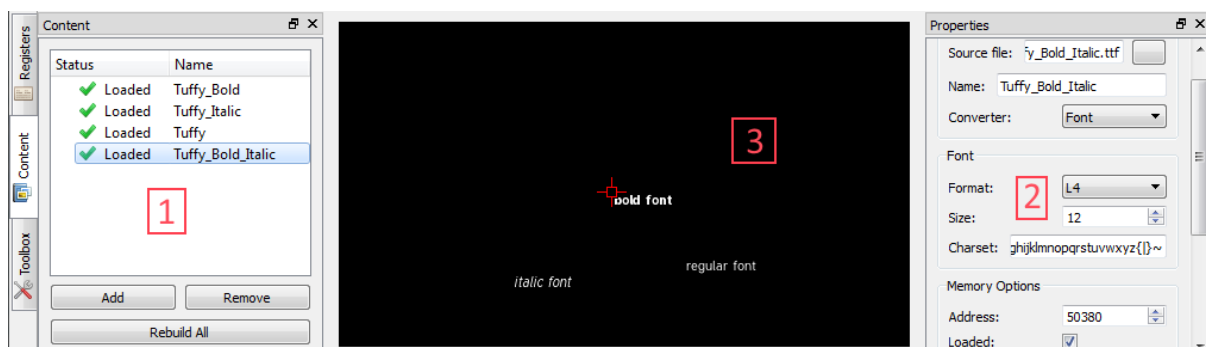 Registers
Content
Toolbox
Content
Status Name
Loaded Tuffy_Bold
Loaded Tuffy_Italic
Loaded Tuffy
Loaded Tuffy_Bold_Italic
1
Add Remove
Rebuild All
3
bold font
regular font
italic font
Properties
Source file: fy_Bold_Italic.ttf
Name: Tuffy_Bold_Italic
Converter: Font
Font
Format: L4
2
Size: 12
Charset: ghijklmnopqrstuvwxyz{|}~
Memory Options
Address: 50380
Loaded: